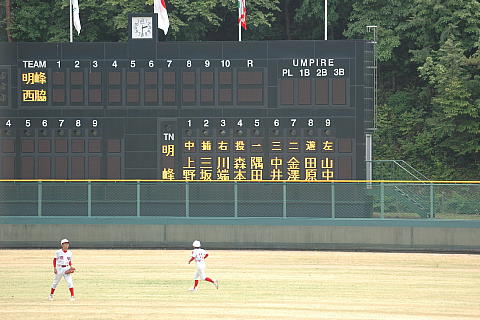 TEAM 1 2 3 4 5 6 7 8 9 10 R UMPIRE
PL 1B 2B 3B
明峰
西脇
4 5 6 7 8 9 TN 1 2 3 4 5 6 7 8 9
明 中 捕 右 投 一 三 二 遊 左
上 三 川 森 隅 中 金 田 山
峰 野 坂 端 本 田 井 澤 原 中